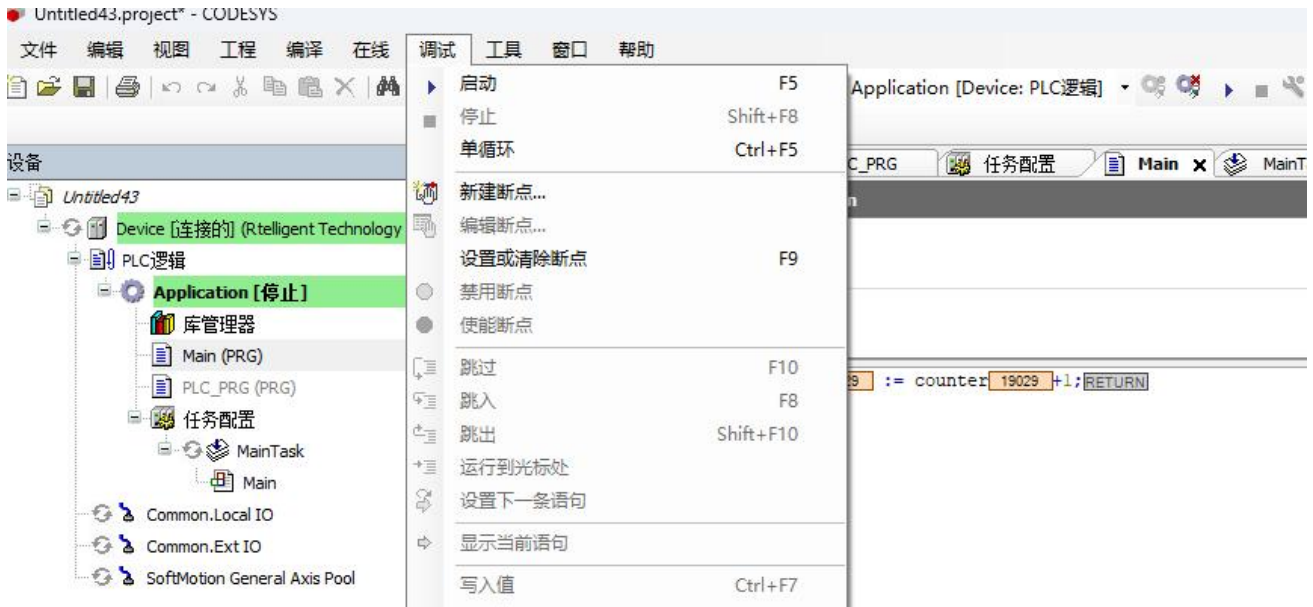 Untitled43.project* - CODESYS
文件 编辑 视图 工程 编译 在线 调试 工具 窗口 帮助
Application [Device: PLC逻辑]
启动 F5
停止 Shift+F8
单循环 Ctrl+F5
新建断点...
编辑断点...
设置或清除断点 F9
禁用断点
使能断点
跳过 F10
跳入 F8
跳出 Shift+F10
运行到光标处
设置下一条语句
显示当前语句
写入值 Ctrl+F7
设备
Untitled43
Device [连接的] (Rtelligent Technology
PLC逻辑
Application [停止]
库管理器
Main (PRG)
PLC_PRG (PRG)
任务配置
MainTask
Main
Common.Local IO
Common.Ext IO
SoftMotion General Axis Pool
C_PRG 任务配置 Main MainT
n
29 := counter 19029 +1;RETURN